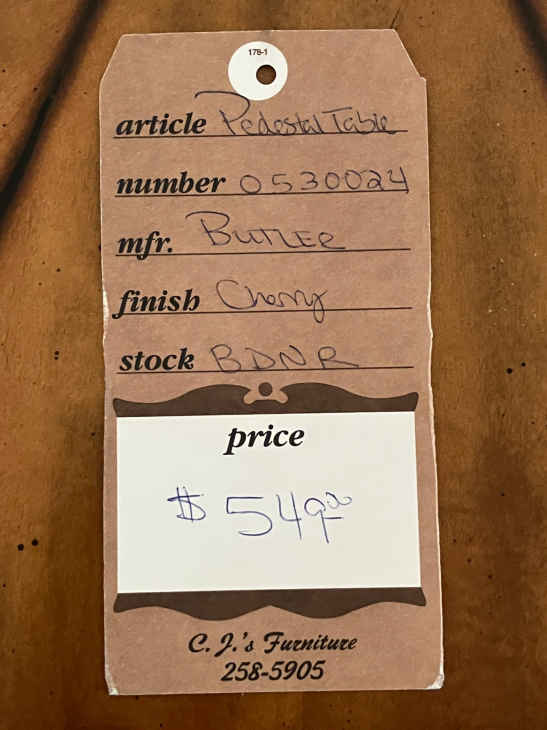 178-1
article Pedestal Table
number 0530024
mfr. Butler
finish Cherry
stock BDNR
price
$ 549.00
C. J.'s Furniture
258-5905